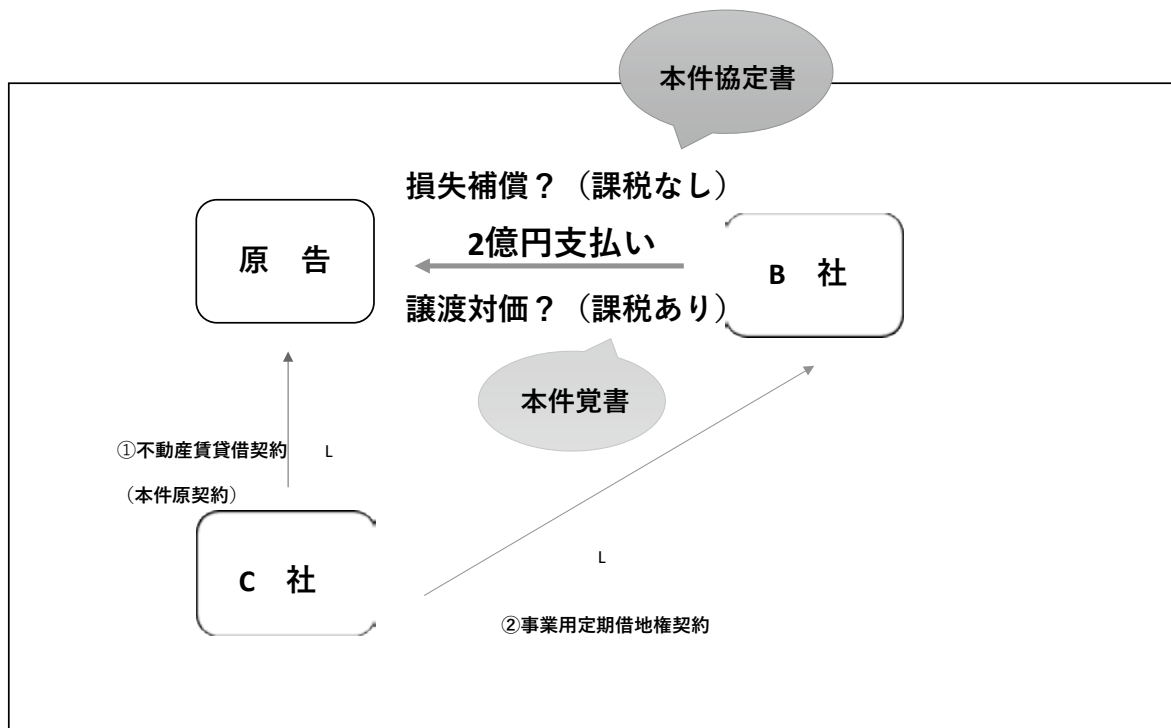 本件協定書
損失補償？（課税なし）
2億円支払い
原　告
B　社
譲渡対価？（課税あり）
本件覚書
①不動産賃貸借契約
L
（本件原契約）
C　社
L
②事業用定期借地権契約